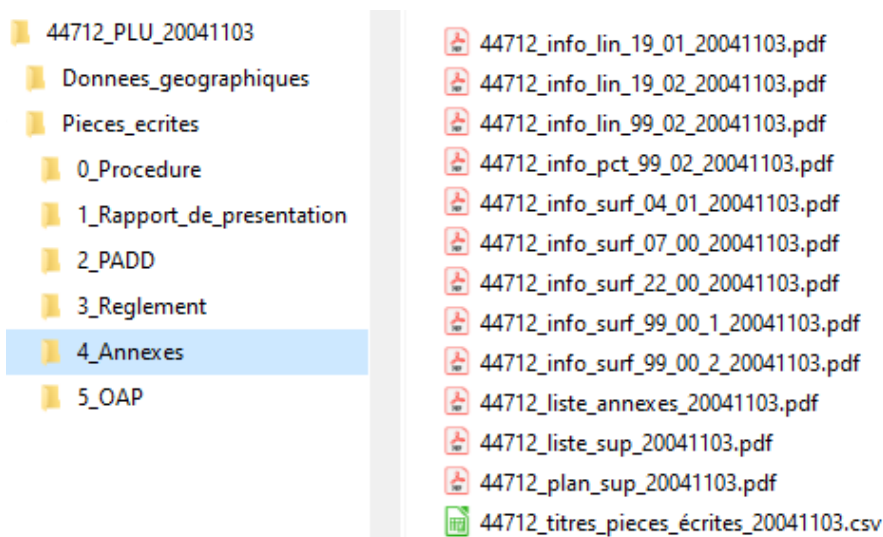 44712_PLU_20041103
Donnees_geographiques
Pieces_ecrites
0_Procedure
1_Rapport_de_presentation
2_PADD
3_Reglement
4_Annexes
5_OAP
44712_info_lin_19_01_20041103.pdf
44712_info_lin_19_02_20041103.pdf
44712_info_lin_99_02_20041103.pdf
44712_info_pct_99_02_20041103.pdf
44712_info_surf_04_01_20041103.pdf
44712_info_surf_07_00_20041103.pdf
44712_info_surf_22_00_20041103.pdf
44712_info_surf_99_00_1_20041103.pdf
44712_info_surf_99_00_2_20041103.pdf
44712_liste_annexes_20041103.pdf
44712_liste_sup_20041103.pdf
44712_plan_sup_20041103.pdf
44712_titres_pieces_écrites_20041103.csv